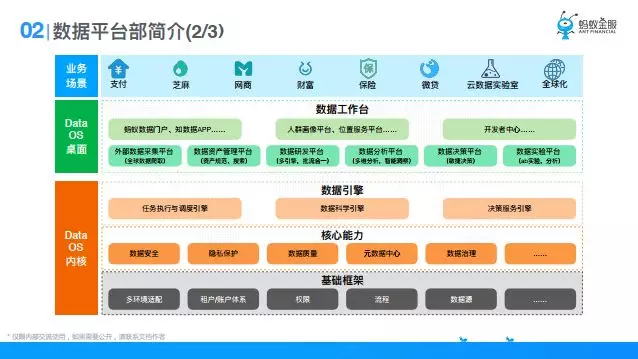 02|数据平台部简介(2/3)
蚂蚁金服
ANT FINANCIAL
业务
场景
支付
芝麻
网商
财富
保险
微贷
云数据实验室
全球化
保
Data
OS
桌面
数据工作台
蚂蚁数据门户、知数据APP……
人群画像平台、位置服务平台……
开发者中心……
外部数据采集平台
(全球数据爬取)
数据资产管理平台
(资产规范、搜索)
数据研发平台
(多引擎、批流合一)
数据分析平台
(多维分析、智能洞察)
数据决策平台
(敏捷决策)
数据实验平台
(ab实验、分析)
Data
OS
内核
数据引擎
任务执行与调度引擎
数据科学引擎
决策服务引擎
核心能力
数据安全
隐私保护
数据质量
元数据中心
数据治理
……
基础框架
多环境适配
租户/账户体系
权限
流程
数据源
……
* 仅限内部交流使用，如果需要公开，请联系文档作者